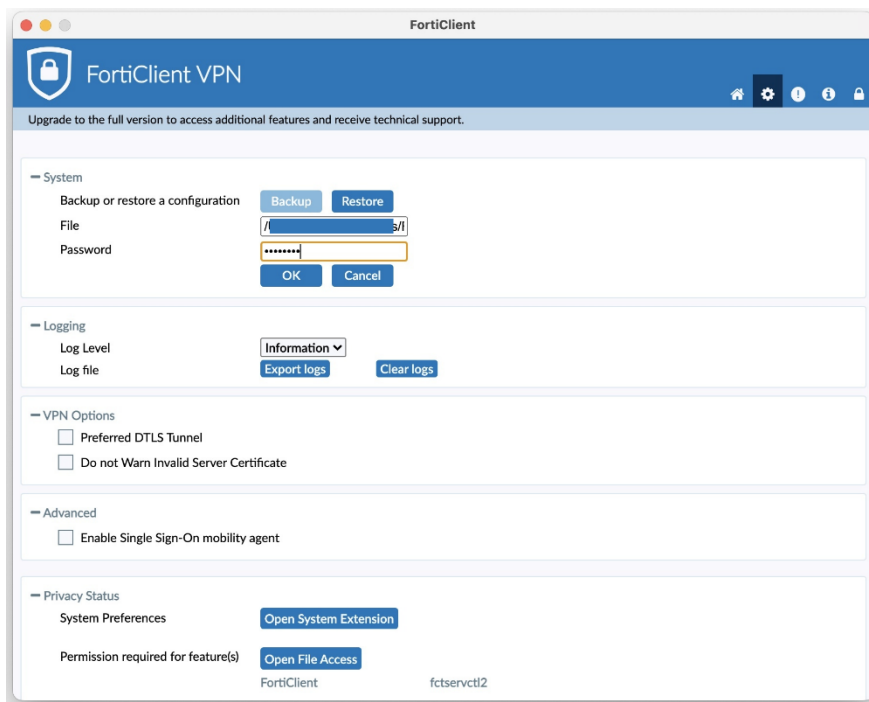 FortiClient
FortiClient VPN
Upgrade to the full version to access additional features and receive technical support.
System
Backup or restore a configuration Backup Restore
File
Password ••••••••
OK Cancel
Logging
Log Level Information
Log file Export logs Clear logs
VPN Options
Preferred DTLS Tunnel
Do not Warn Invalid Server Certificate
Advanced
Enable Single Sign-On mobility agent
Privacy Status
System Preferences Open System Extension
Permission required for feature(s) Open File Access
FortiClient fctservctl2